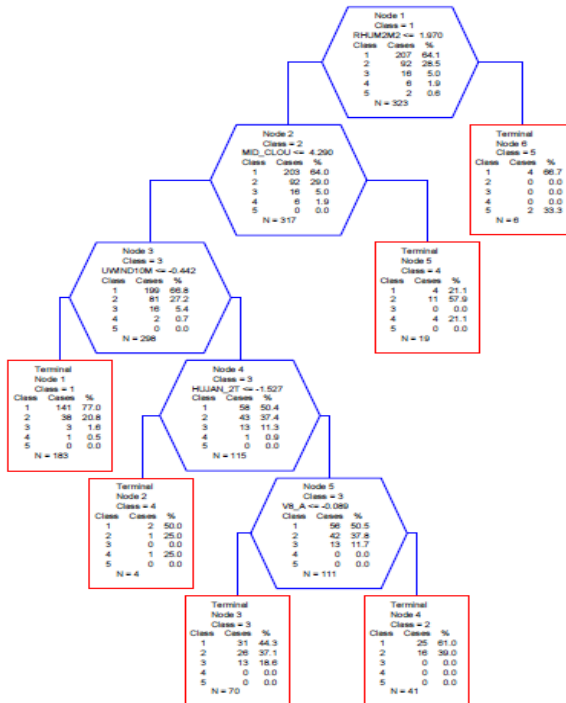 Node 1
Class = 1
RHUM2M2 <= 1.970
Class Cases %
1 207 64.1
2 92 28.5
3 16 5.0
4 6 1.9
5 2 0.6
N = 323
Node 2
Class = 2
MID_CLOU <= 4.290
Class Cases %
1 203 64.0
2 92 29.0
3 16 5.0
4 6 1.9
5 0 0.0
N = 317
Terminal
Node 6
Class = 5
Class Cases %
1 4 66.7
2 0 0.0
3 0 0.0
4 0 0.0
5 2 33.3
N = 6
Node 3
Class = 3
UWIND10M <= -0.442
Class Cases %
1 199 66.8
2 81 27.2
3 16 5.4
4 2 0.7
5 0 0.0
N = 298
Terminal
Node 5
Class = 4
Class Cases %
1 4 21.1
2 11 57.9
3 0 0.0
4 4 21.1
5 0 0.0
N = 19
Terminal
Node 1
Class = 1
Class Cases %
1 141 77.0
2 38 20.8
3 3 1.6
4 1 0.5
5 0 0.0
N = 183
Node 4
Class = 3
HUJAN_2T <= -1.527
Class Cases %
1 58 50.4
2 43 37.4
3 13 11.3
4 1 0.9
5 0 0.0
N = 115
Terminal
Node 2
Class = 4
Class Cases %
1 2 50.0
2 1 25.0
3 0 0.0
4 1 25.0
5 0 0.0
N = 4
Node 5
Class = 3
V8_A <= -0.089
Class Cases %
1 56 50.5
2 42 37.8
3 13 11.7
4 0 0.0
5 0 0.0
N = 111
Terminal
Node 3
Class = 3
Class Cases %
1 31 44.3
2 26 37.1
3 13 18.6
4 0 0.0
5 0 0.0
N = 70
Terminal
Node 4
Class = 2
Class Cases %
1 25 61.0
2 16 39.0
3 0 0.0
4 0 0.0
5 0 0.0
N = 41